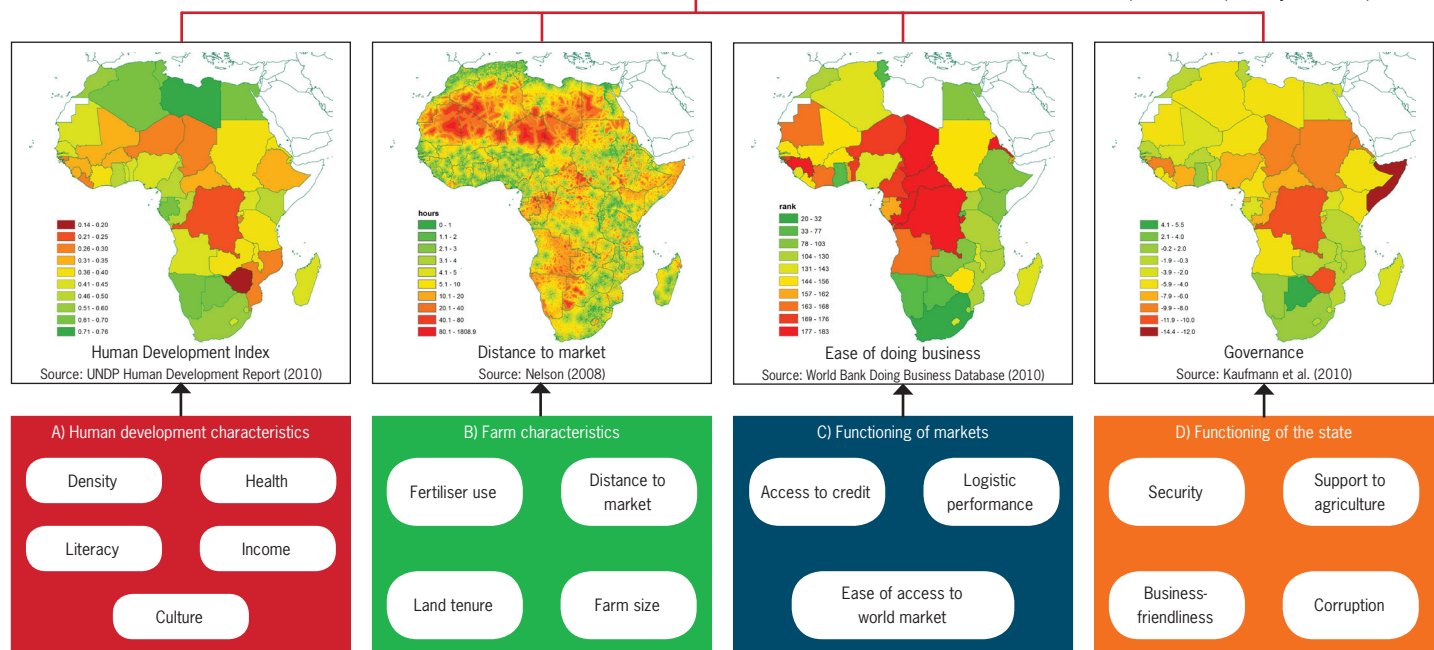 0.14 - 0.20
0.21 - 0.25
0.26 - 0.30
0.31 - 0.35
0.36 - 0.40
0.41 - 0.45
0.46 - 0.50
0.51 - 0.60
0.61 - 0.70
0.71 - 0.76
Human Development Index
Source: UNDP Human Development Report (2010)
hours
0 - 1
1.1 - 2
2.1 - 3
3.1 - 4
4.1 - 5
5.1 - 10
10.1 - 20
20.1 - 40
40.1 - 80
80.1 - 1808.9
Distance to market
Source: Nelson (2008)
rank
20 - 32
33 - 77
78 - 103
104 - 130
131 - 143
144 - 156
157 - 162
163 - 168
169 - 176
177 - 183
Ease of doing business
Source: World Bank Doing Business Database (2010)
4.1 - 5.5
2.1 - 4.0
-0.2 - 2.0
-1.9 - -0.3
-3.9 - -2.0
-5.9 - -4.0
-7.9 - -6.0
-9.9 - -8.0
-11.9 - -10.0
-14.4 - -12.0
Governance
Source: Kaufmann et al. (2010)
A) Human development characteristics
Density
Health
Literacy
Income
Culture
B) Farm characteristics
Fertiliser use
Distance to
market
Land tenure
Farm size
C) Functioning of markets
Access to credit
Logistic
performance
Ease of access to
world market
D) Functioning of the state
Security
Support to
agriculture
Business-
friendliness
Corruption